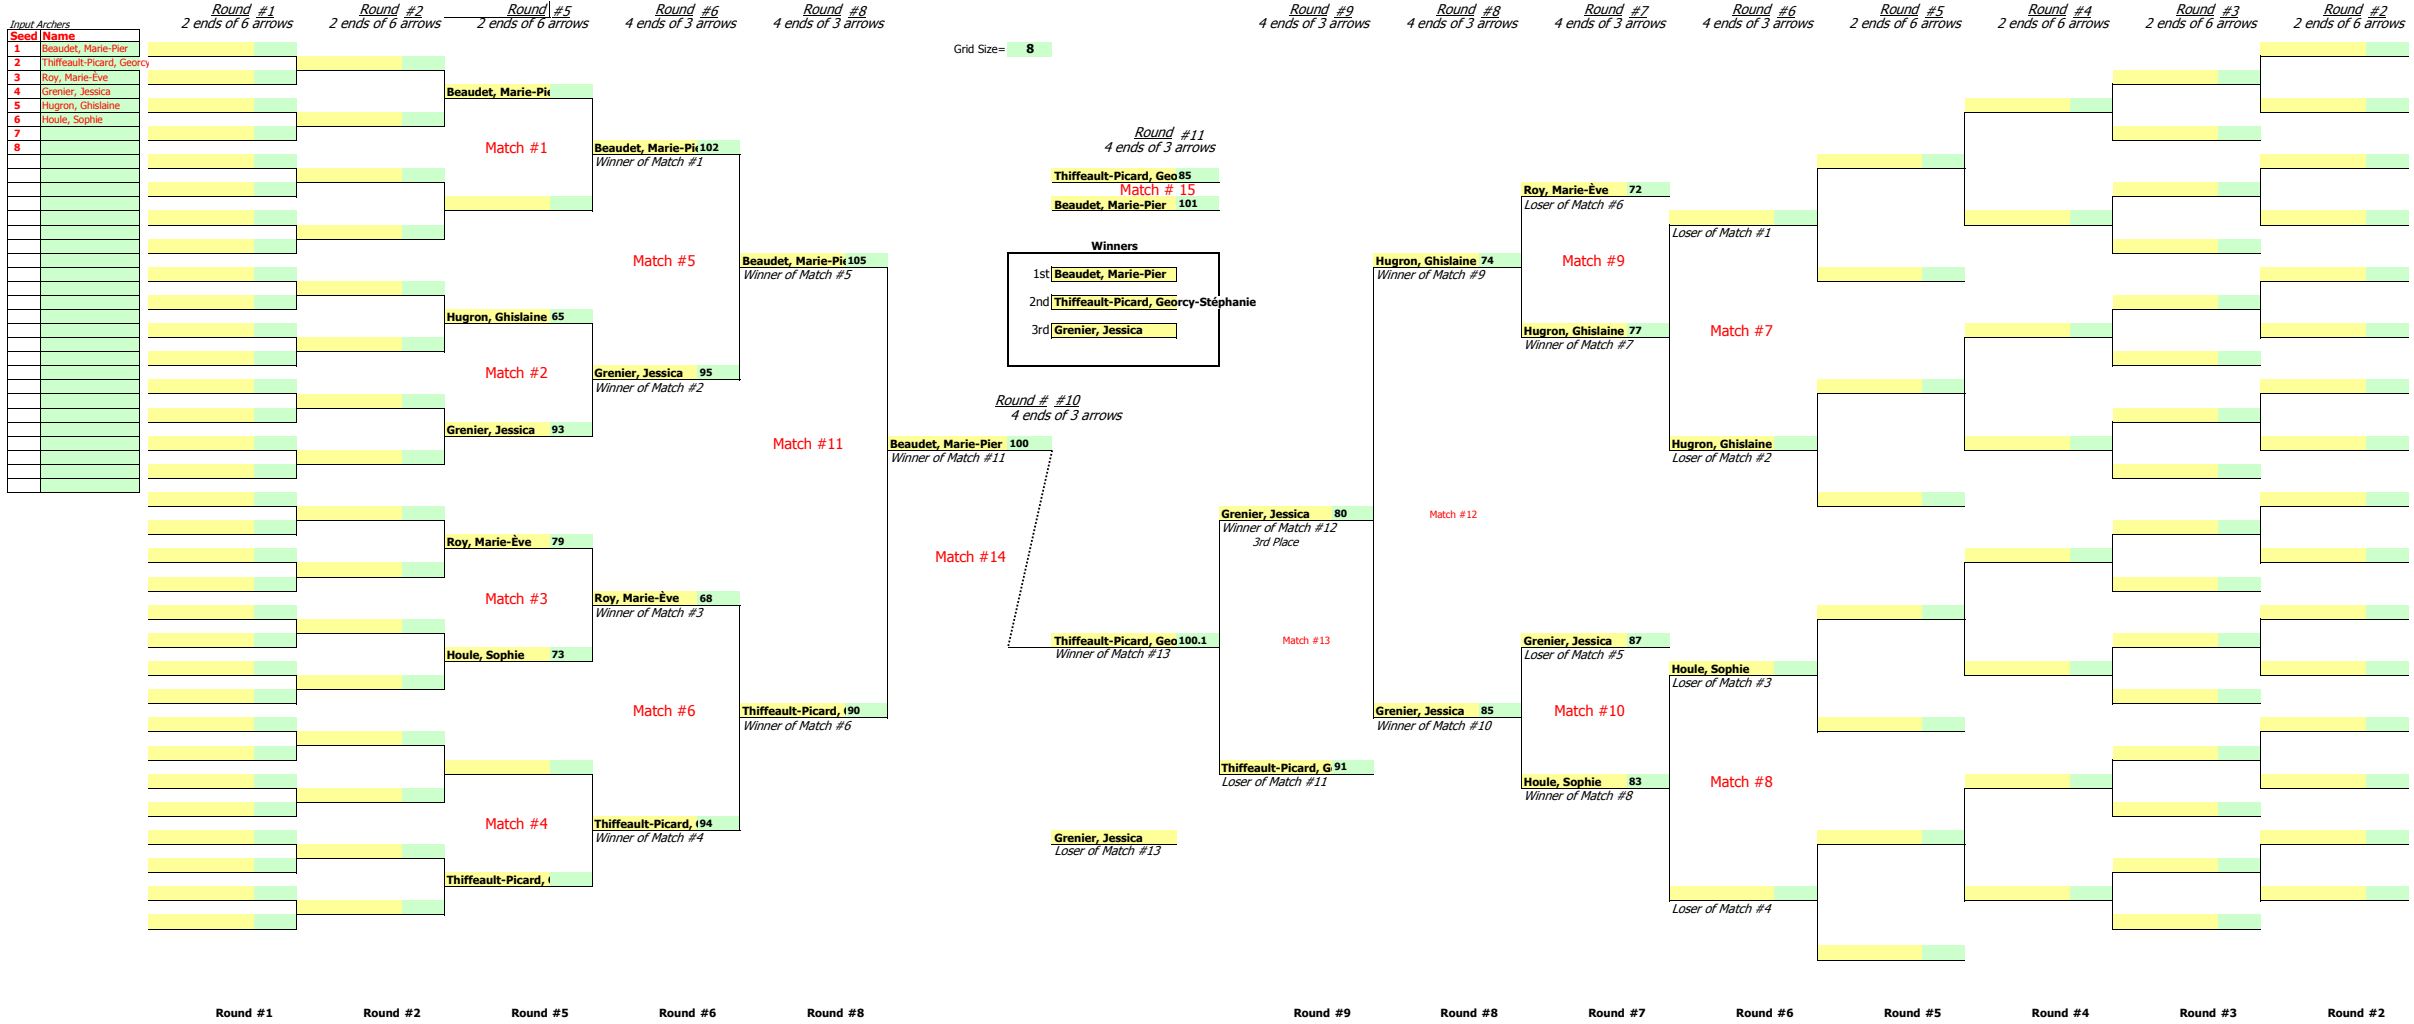 Round #1
2 ends of 6 arrows
Round #2
2 ends of 6 arrows
Round #5
2 ends of 6 arrows
Round #6
4 ends of 3 arrows
Round #8
4 ends of 3 arrows
Round #9
4 ends of 3 arrows
Round #8
4 ends of 3 arrows
Round #7
4 ends of 3 arrows
Round #6
4 ends of 3 arrows
Round #5
2 ends of 6 arrows
Round #4
2 ends of 6 arrows
Round #3
2 ends of 6 arrows
Round #2
2 ends of 6 arrows
Input Archers
Seed Name
1 Beaudet, Marie-Pier
2 Thiffeault-Picard, Georcy
3 Roy, Marie-Ève
4 Grenier, Jessica
5 Hugron, Ghislaine
6 Houle, Sophie
7
8
Grid Size= 8
Beaudet, Marie-Pie
Match #1
Hugron, Ghislaine 65
Match #2
Grenier, Jessica 93
Roy, Marie-Ève 79
Match #3
Houle, Sophie 73
Match #4
Thiffeault-Picard, (
Beaudet, Marie-Pie 102
Winner of Match #1
Match #5
Grenier, Jessica 95
Winner of Match #2
Roy, Marie-Ève 68
Winner of Match #3
Match #6
Thiffeault-Picard, ( 94
Winner of Match #4
Beaudet, Marie-Pie 105
Winner of Match #5
Match #11
Thiffeault-Picard, ( 90
Winner of Match #6
Beaudet, Marie-Pier 100
Winner of Match #11
Match #14
Round #11
4 ends of 3 arrows
Thiffeault-Picard, Geo 85
Match # 15
Beaudet, Marie-Pier 101
Winners
1st Beaudet, Marie-Pier
2nd Thiffeault-Picard, Georcy-Stéphanie
3rd Grenier, Jessica
Round # #10
4 ends of 3 arrows
Thiffeault-Picard, Geo 100.1
Winner of Match #13
Grenier, Jessica
Loser of Match #13
Grenier, Jessica 80
Winner of Match #12
3rd Place
Match #13
Thiffeault-Picard, G 91
Loser of Match #11
Hugron, Ghislaine 74
Winner of Match #9
Match #12
Grenier, Jessica 85
Winner of Match #10
Roy, Marie-Ève 72
Loser of Match #6
Match #9
Hugron, Ghislaine 77
Winner of Match #7
Grenier, Jessica 87
Loser of Match #5
Match #10
Houle, Sophie 83
Winner of Match #8
Loser of Match #1
Match #7
Hugron, Ghislaine
Loser of Match #2
Houle, Sophie
Loser of Match #3
Match #8
Loser of Match #4
Round #1 Round #2 Round #5 Round #6 Round #8 Round #9 Round #8 Round #7 Round #6 Round #5 Round #4 Round #3 Round #2